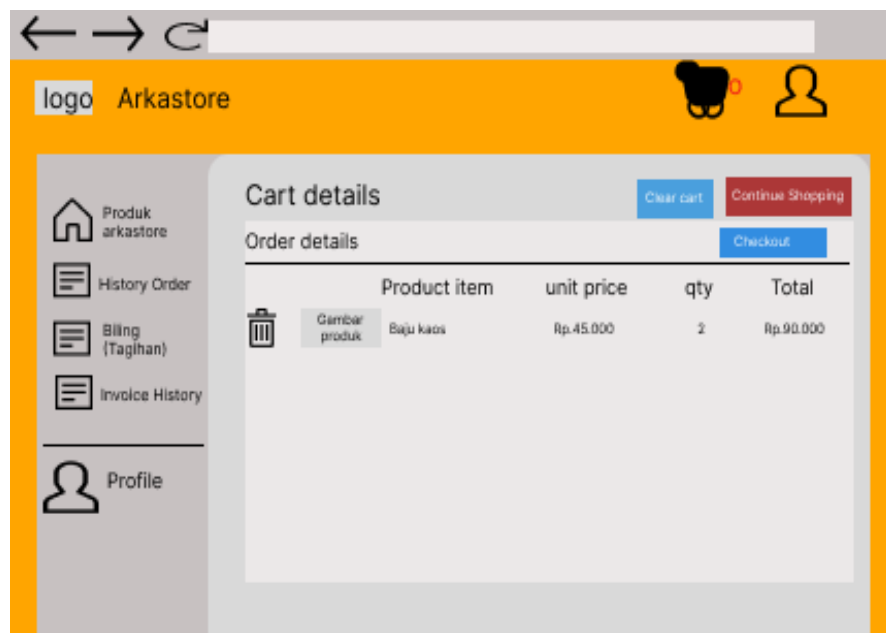 logo Arkastore
0
Produk
arkastore
History Order
Biling
(Tagihan)
Invoice History
Profile
Cart details
Clear cart
Continue Shopping
Order details
Checkout
Product item unit price qty Total
Gambar
produk
Baju kaos Rp.45.000 2 Rp.90.000